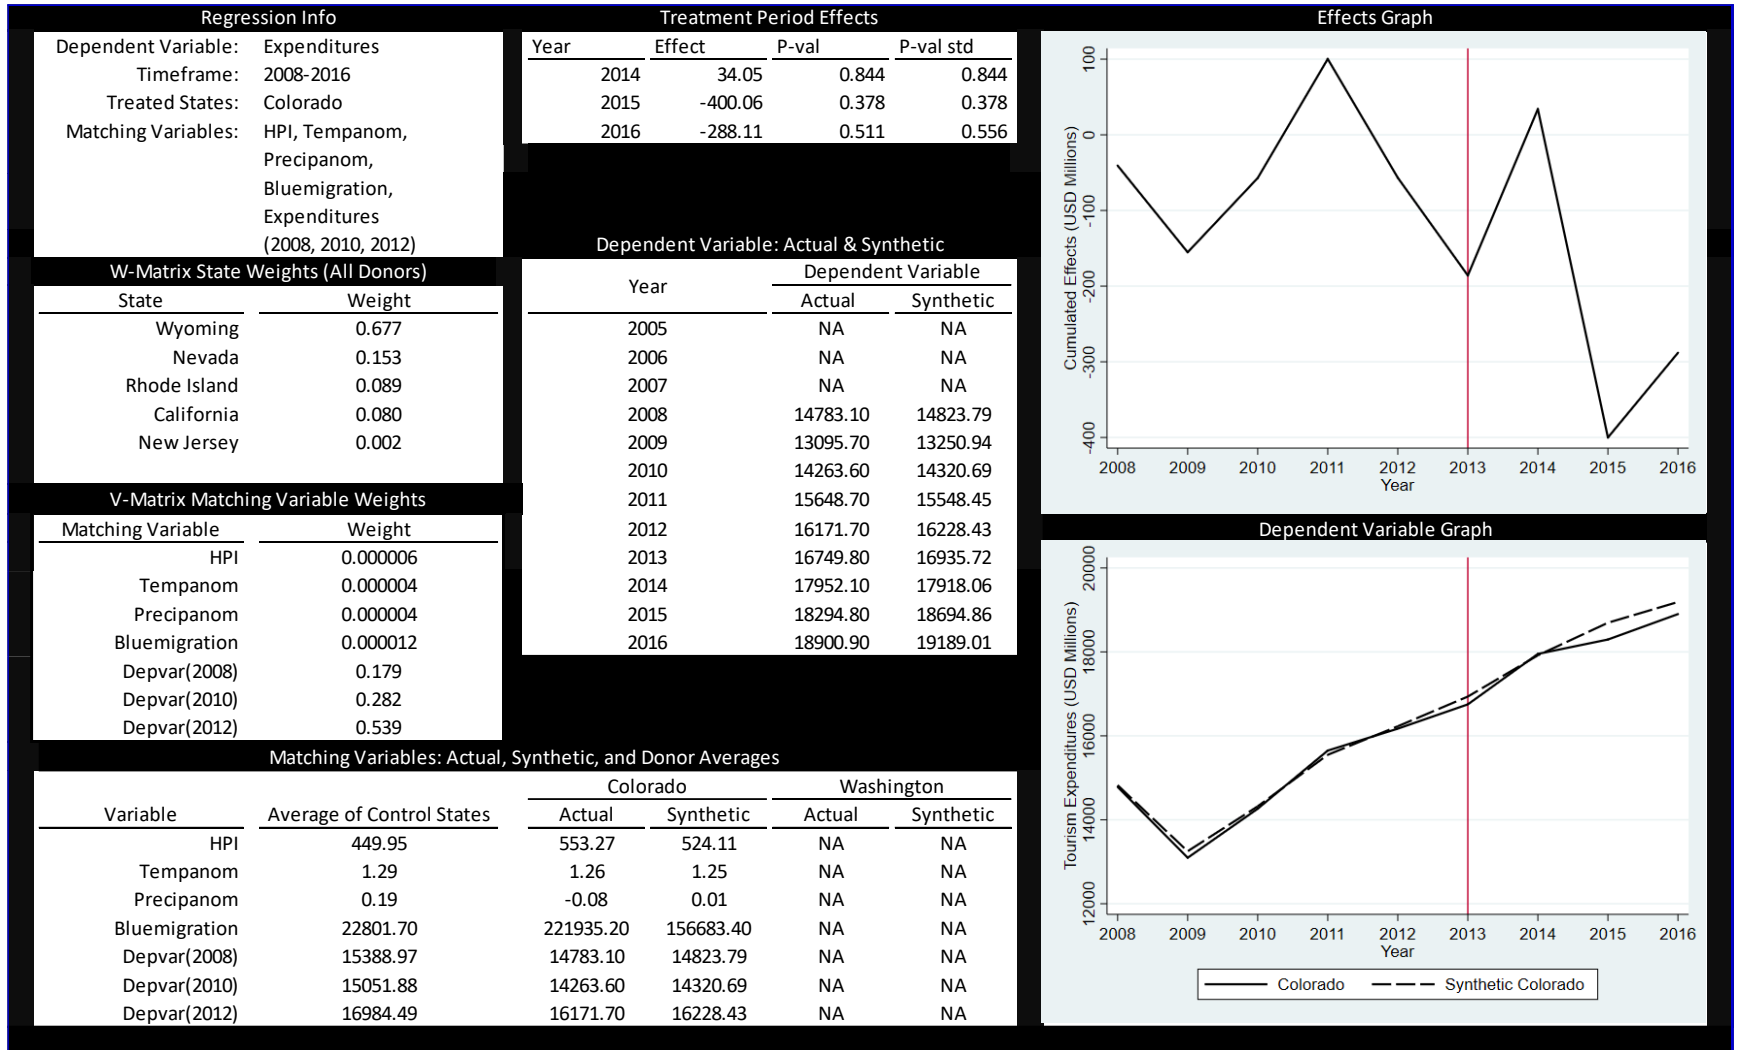 Regression Info
Dependent Variable: Expenditures
Timeframe: 2008-2016
Treated States: Colorado
Matching Variables: HPI, Tempanom,
Precipanom,
Bluemigration,
Expenditures
(2008, 2010, 2012)
W-Matrix State Weights (All Donors)
State Weight
Wyoming 0.677
Nevada 0.153
Rhode Island 0.089
California 0.080
New Jersey 0.002
V-Matrix Matching Variable Weights
Matching Variable Weight
HPI 0.000006
Tempanom 0.000004
Precipanom 0.000004
Bluemigration 0.000012
Depvar(2008) 0.179
Depvar(2010) 0.282
Depvar(2012) 0.539
Treatment Period Effects
Year Effect P-val P-val std
2014 34.05 0.844 0.844
2015 -400.06 0.378 0.378
2016 -288.11 0.511 0.556
Dependent Variable: Actual & Synthetic
Dependent Variable
Year
Actual Synthetic
2005 NA NA
2006 NA NA
2007 NA NA
2008 14783.10 14823.79
2009 13095.70 13250.94
2010 14263.60 14320.69
2011 15648.70 15548.45
2012 16171.70 16228.43
2013 16749.80 16935.72
2014 17952.10 17918.06
2015 18294.80 18694.86
2016 18900.90 19189.01
Matching Variables: Actual, Synthetic, and Donor Averages
Colorado Washington
Variable Average of Control States Actual Synthetic Actual Synthetic
HPI 449.95 553.27 524.11 NA NA
Tempanom 1.29 1.26 1.25 NA NA
Precipanom 0.19 -0.08 0.01 NA NA
Bluemigration 22801.70 221935.20 156683.40 NA NA
Depvar(2008) 15388.97 14783.10 14823.79 NA NA
Depvar(2010) 15051.88 14263.60 14320.69 NA NA
Depvar(2012) 16984.49 16171.70 16228.43 NA NA
Effects Graph
Cumulated Effects (USD Millions)
100
0
-100
-200
-300
-400
2008 2009 2010 2011 2012 2013 2014 2015 2016
Year
Dependent Variable Graph
Tourism Expenditures (USD Millions)
20000
18000
16000
14000
12000
2008 2009 2010 2011 2012 2013 2014 2015 2016
Year
Colorado Synthetic Colorado